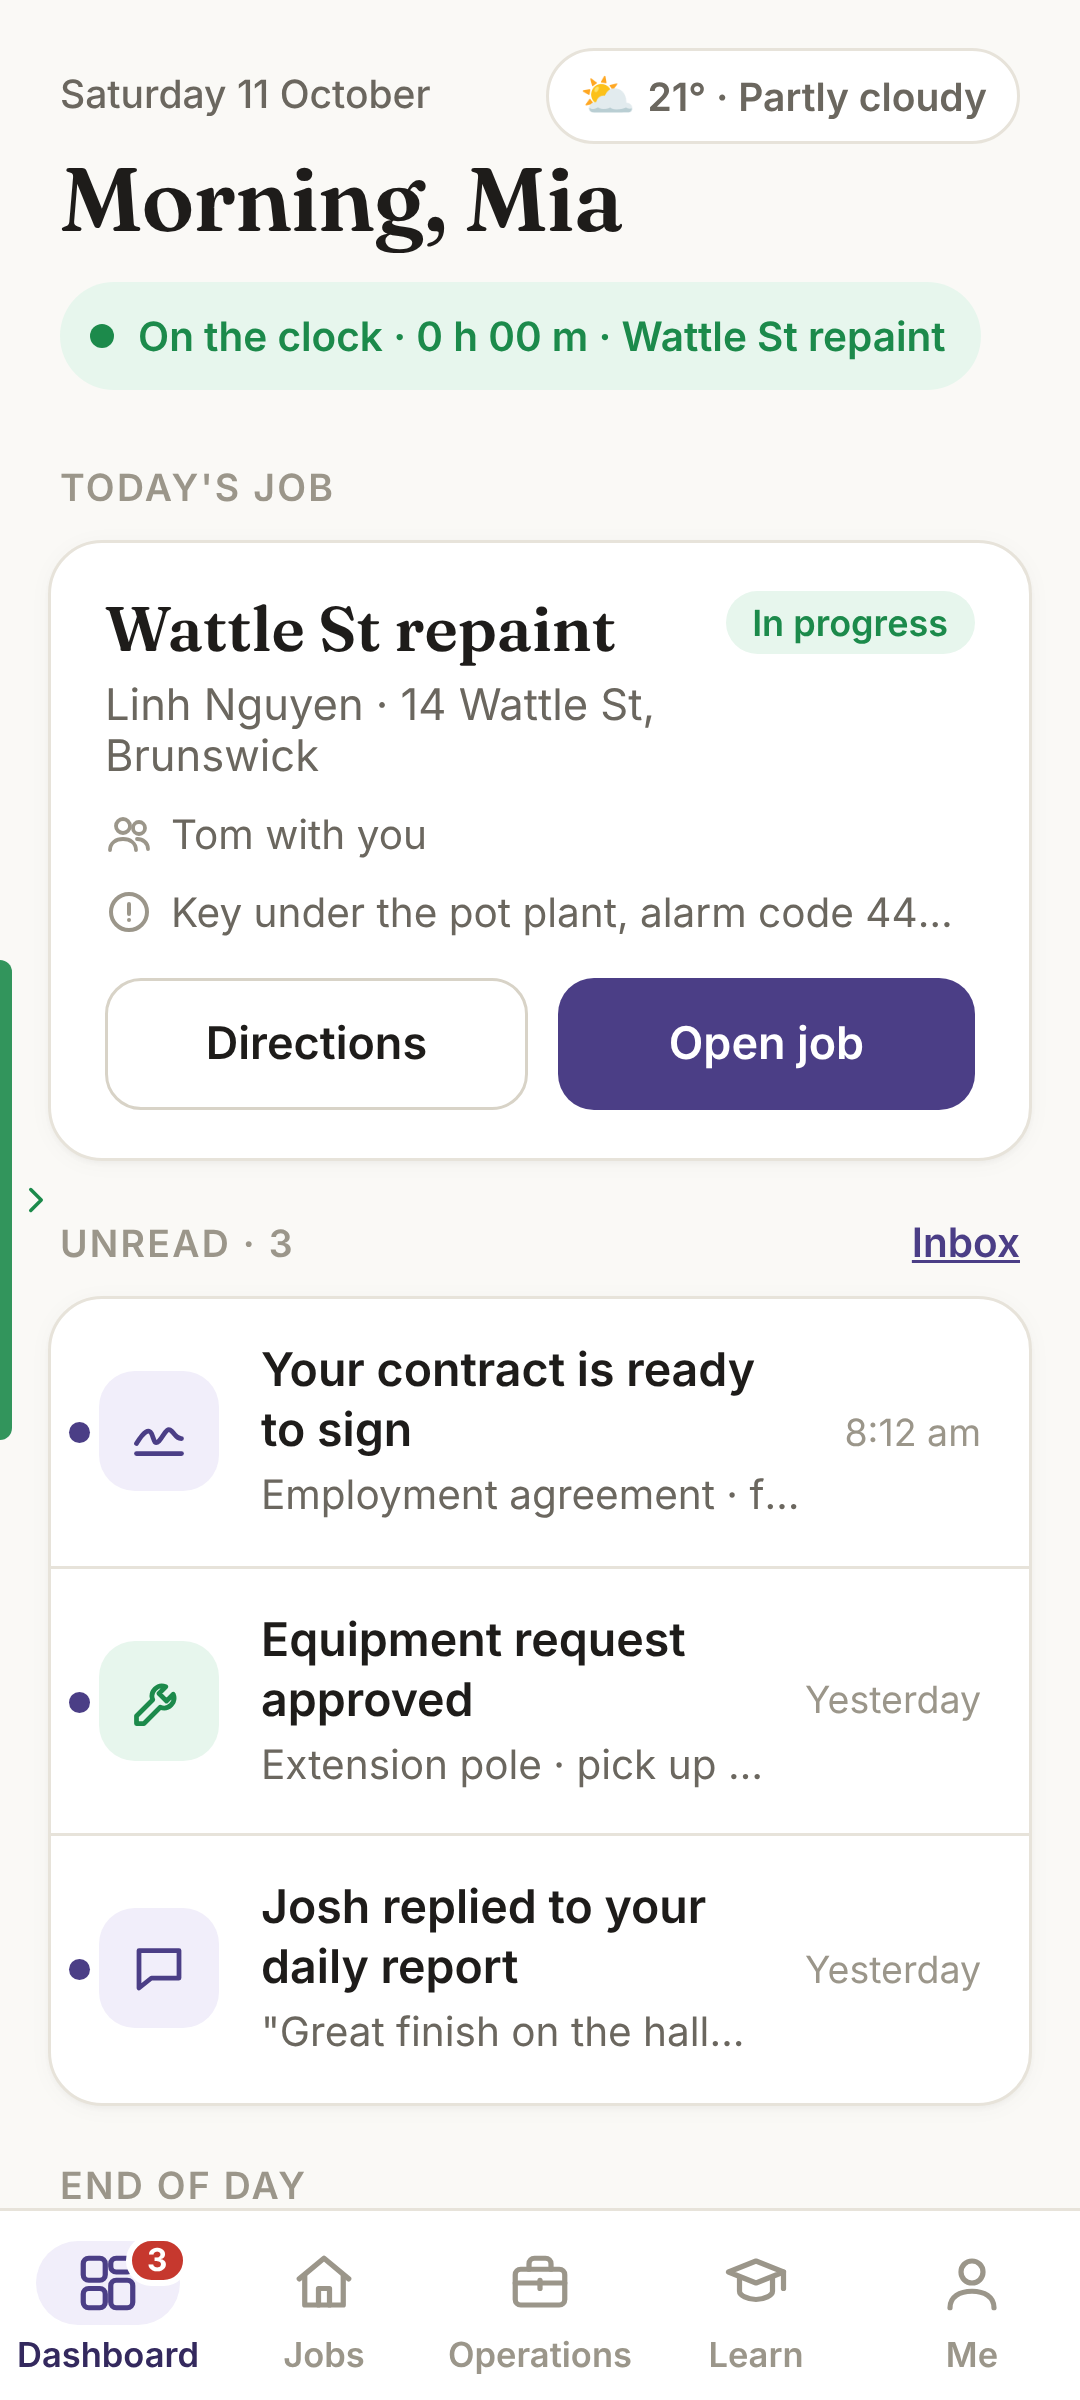 Saturday 11 October
21° · Partly cloudy
Morning, Mia
On the clock · 0 h 00 m · Wattle St repaint
TODAY'S JOB
Wattle St repaint
In progress
Linh Nguyen · 14 Wattle St,
Brunswick
Tom with you
Key under the pot plant, alarm code 44...
Directions
Open job
UNREAD · 3
Inbox
Your contract is ready
to sign
8:12 am
Employment agreement · f...
Equipment request
approved
Yesterday
Extension pole · pick up ...
Josh replied to your
daily report
Yesterday
"Great finish on the hall...
END OF DAY
3
Dashboard
Jobs
Operations
Learn
Me